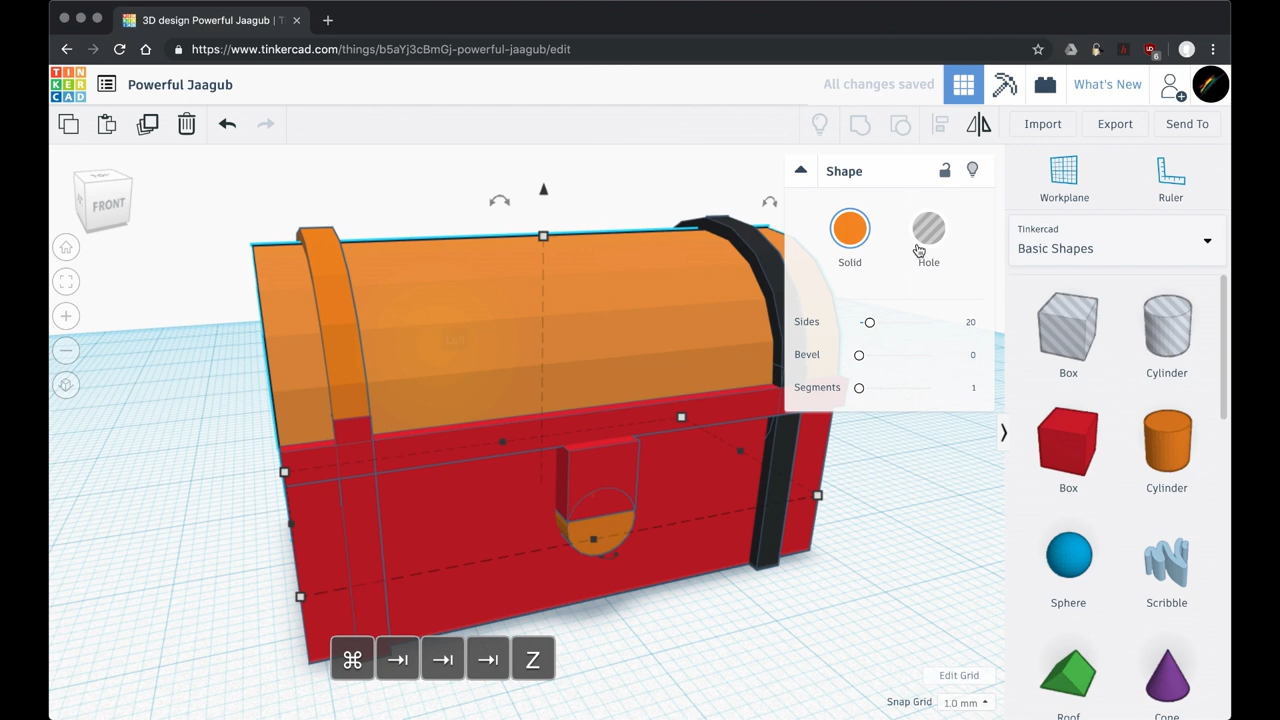 3D design Powerful Jaagub | T
https://www.tinkercad.com/things/b5aYj3cBmGj-powerful-jaagub/edit
6
TIN
KER
CAD
Powerful Jaagub
All changes saved
What's New
Import
Export
Send To
TOP
FRONT
Shape
Solid
Hole
Sides
20
Bevel
0
Segments
1
Left
Workplane
Ruler
Tinkercad
Basic Shapes
Box
Cylinder
Box
Cylinder
Sphere
Scribble
Roof
Cone
⌘ ⇥ ⇥ ⇥ Z
Edit Grid
Snap Grid
1.0 mm